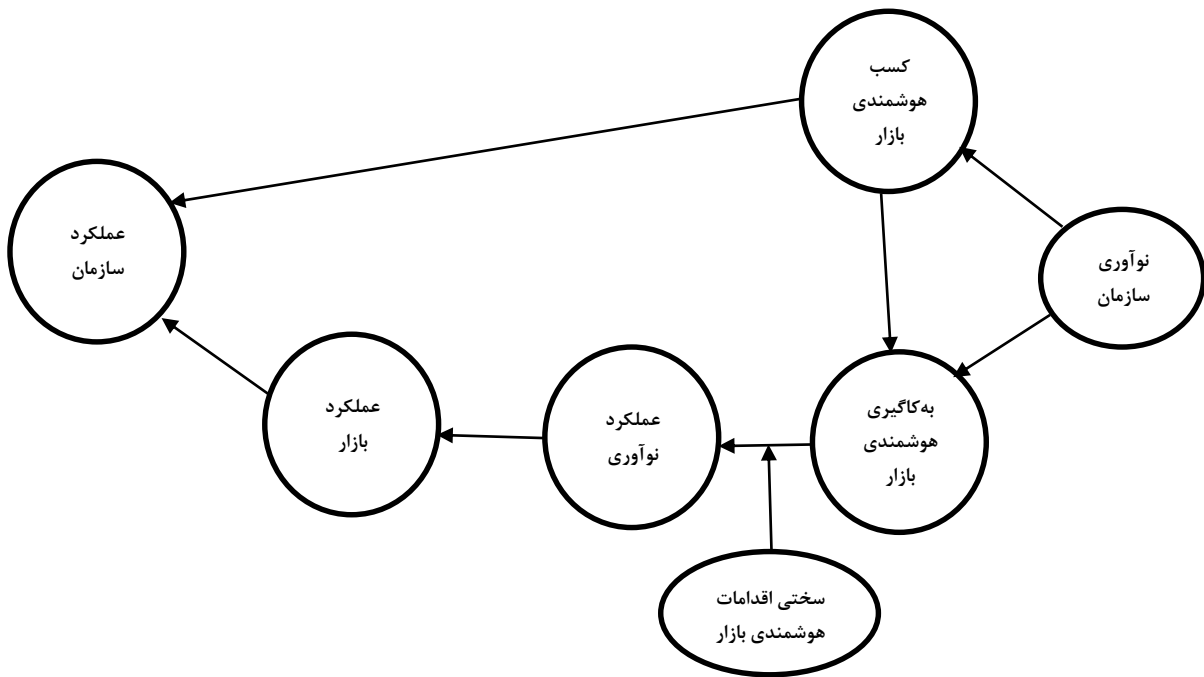 کسب
هوشمندی
بازار
نوآوری
سازمان
عملکرد
سازمان
به‌کاگیری
هوشمندی
بازار
عملکرد
نوآوری
عملکرد
بازار
سختی اقدامات
هوشمندی بازار